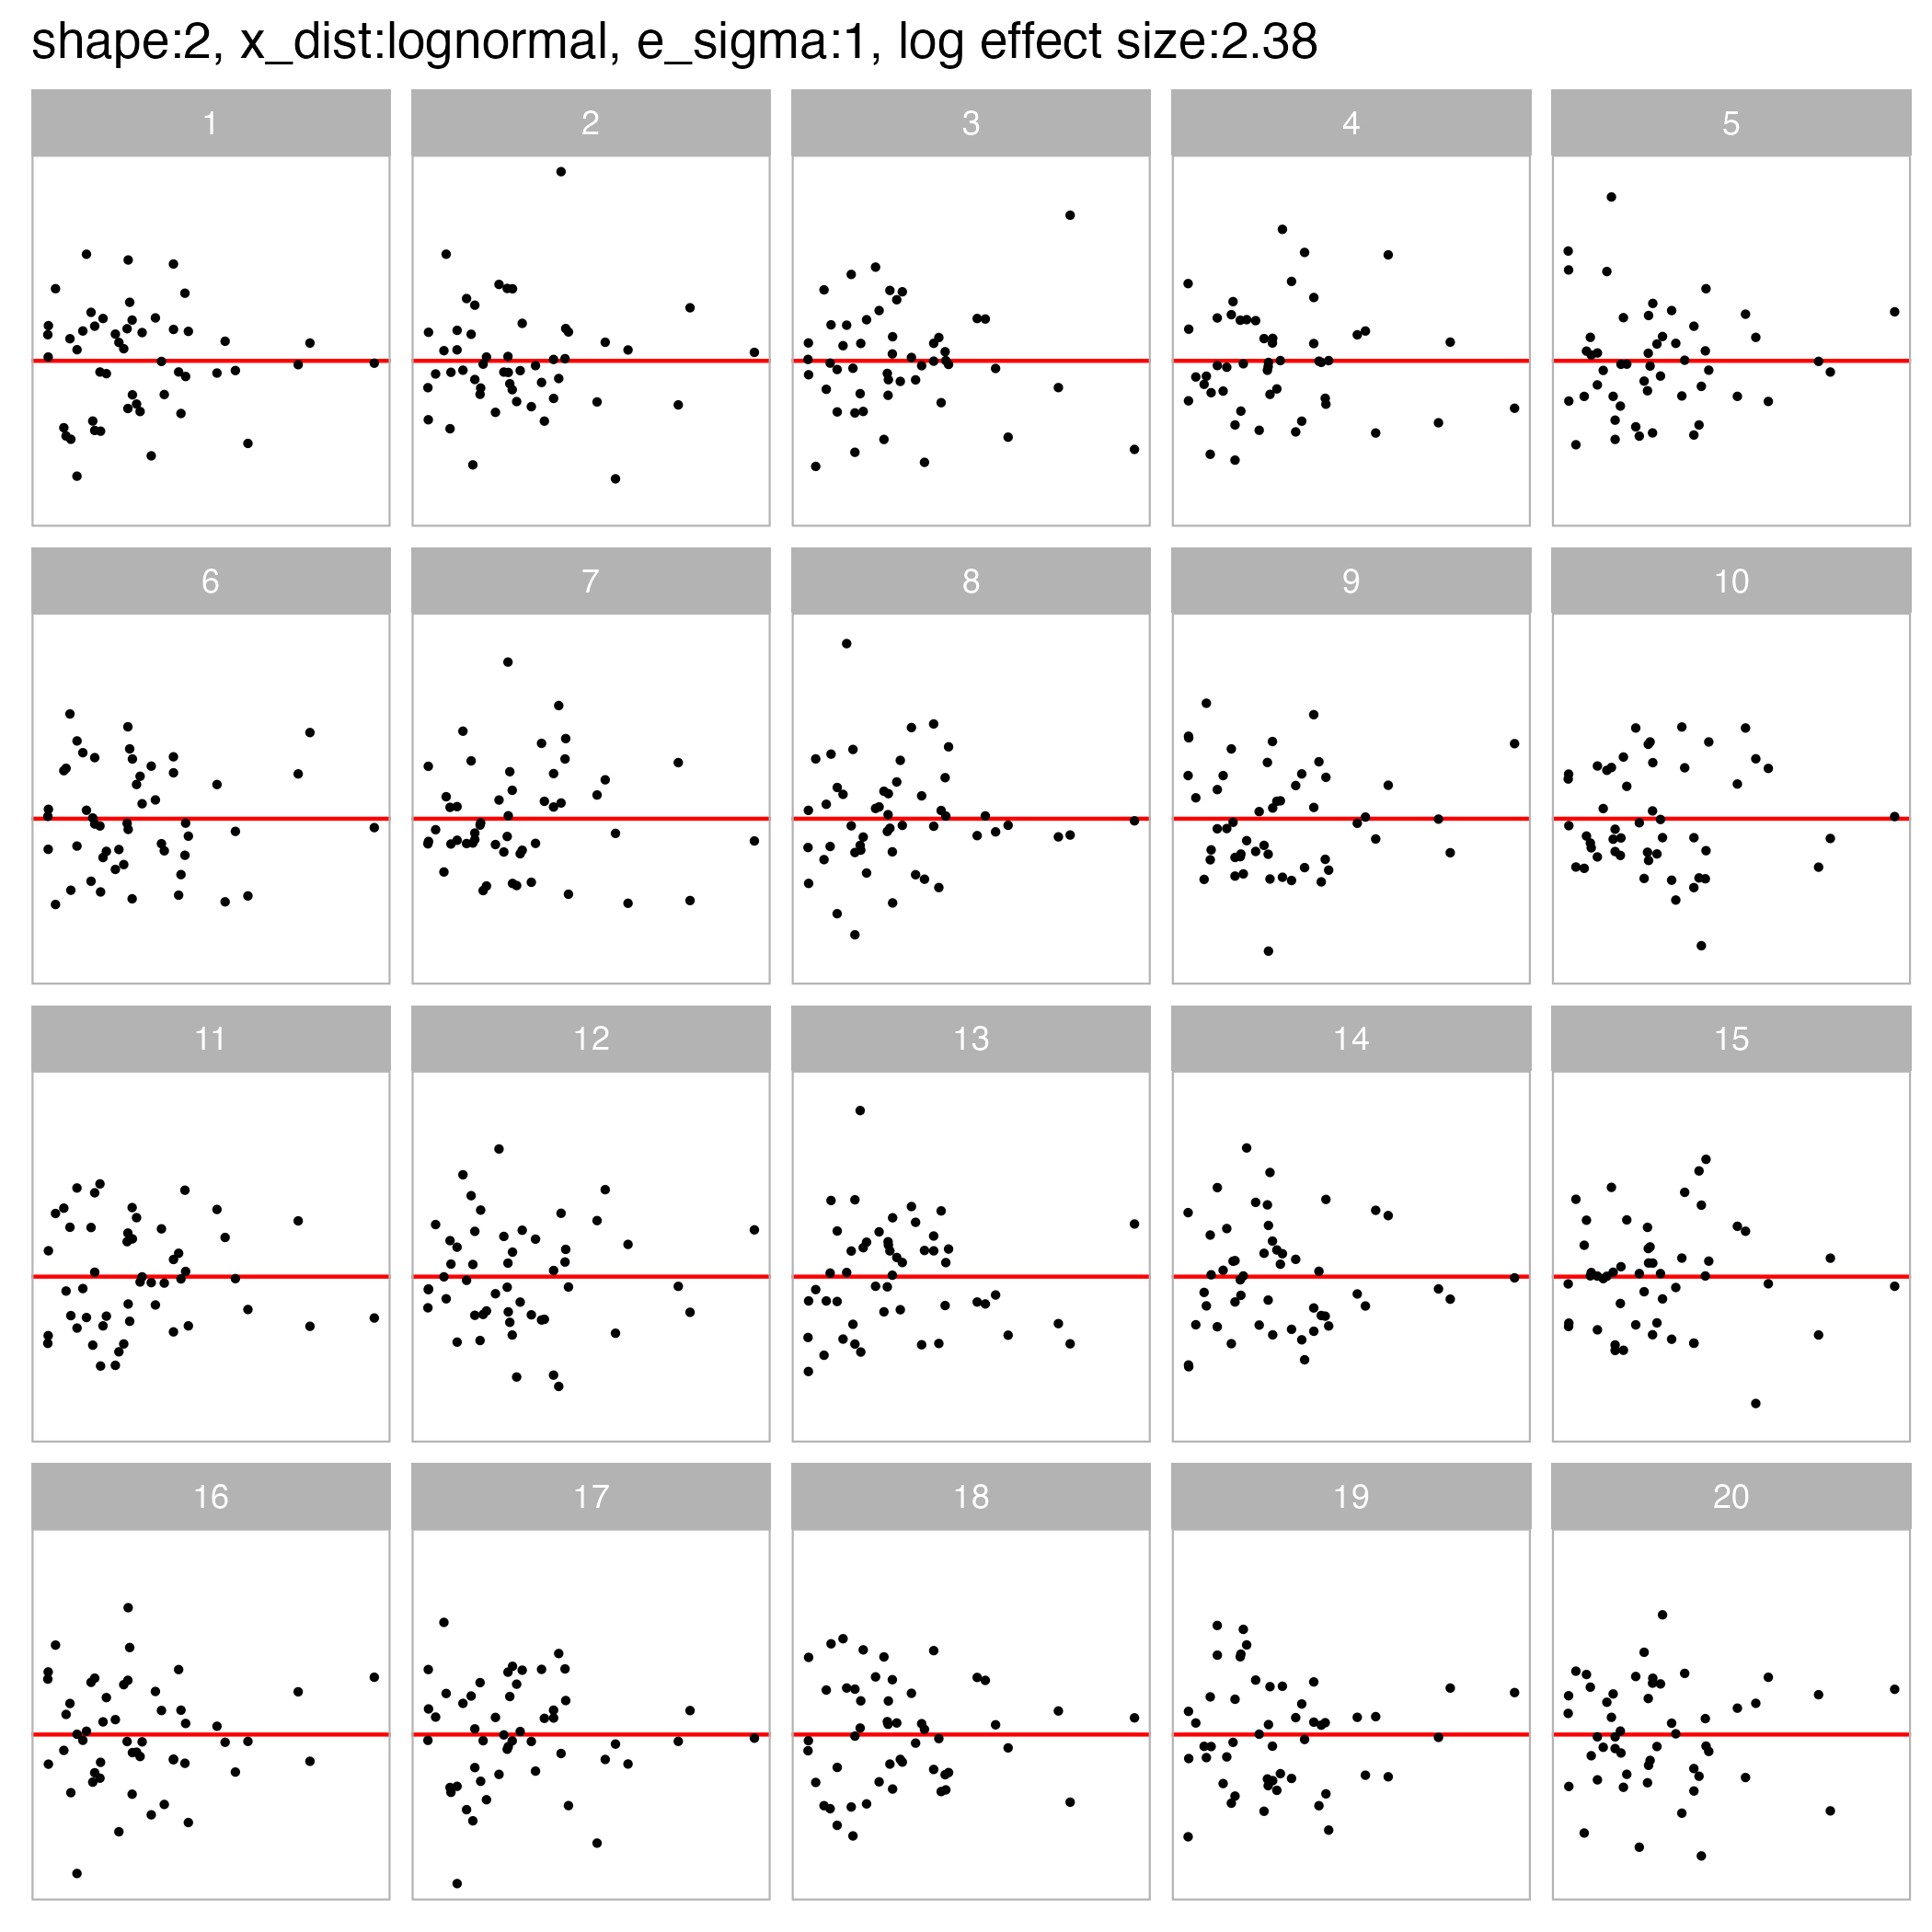 shape:2, x_dist:lognormal, e_sigma:1, log effect size:2.38
1 2 3 4 5
6 7 8 9 10
11 12 13 14 15
16 17 18 19 20